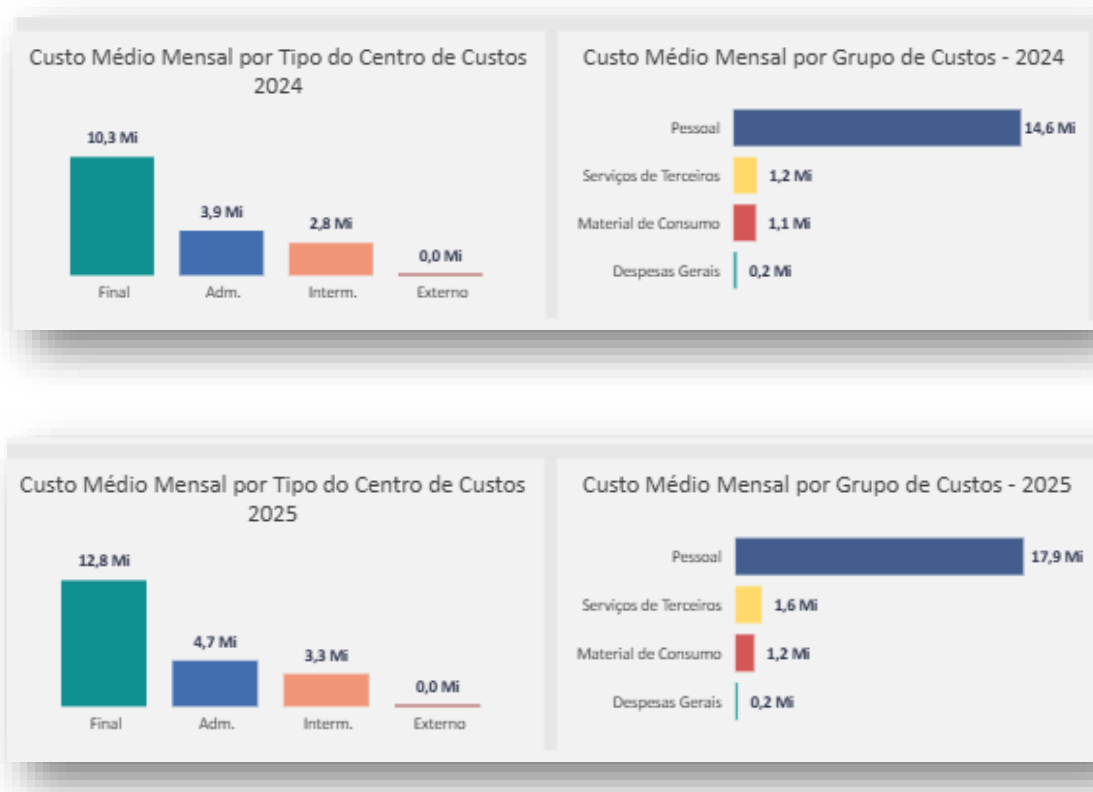 Custo Médio Mensal por Tipo do Centro de Custos
2024
10,3 Mi
3,9 Mi
2,8 Mi
0,0 Mi
Final
Adm.
Interm.
Externo
Custo Médio Mensal por Grupo de Custos - 2024
Pessoal
14,6 Mi
Serviços de Terceiros
1,2 Mi
Material de Consumo
1,1 Mi
Despesas Gerais
0,2 Mi
Custo Médio Mensal por Tipo do Centro de Custos
2025
12,8 Mi
4,7 Mi
3,3 Mi
0,0 Mi
Final
Adm.
Interm.
Externo
Custo Médio Mensal por Grupo de Custos - 2025
Pessoal
17,9 Mi
Serviços de Terceiros
1,6 Mi
Material de Consumo
1,2 Mi
Despesas Gerais
0,2 Mi